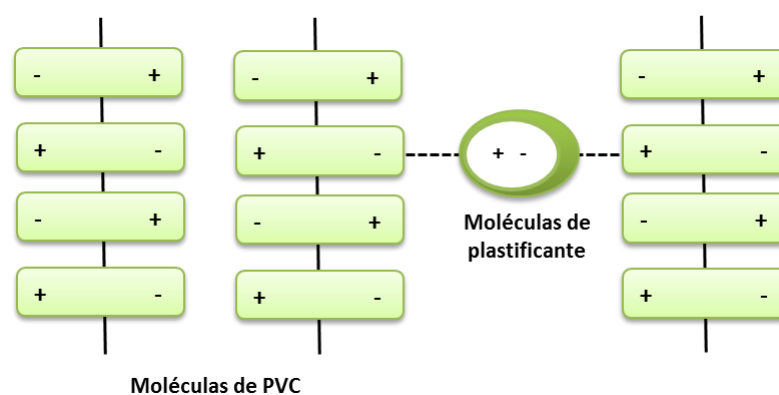 - + - + - +
+ - + - + - + -
- + - + - +
+ - + - + -
Moléculas de
plastificante
Moléculas de PVC